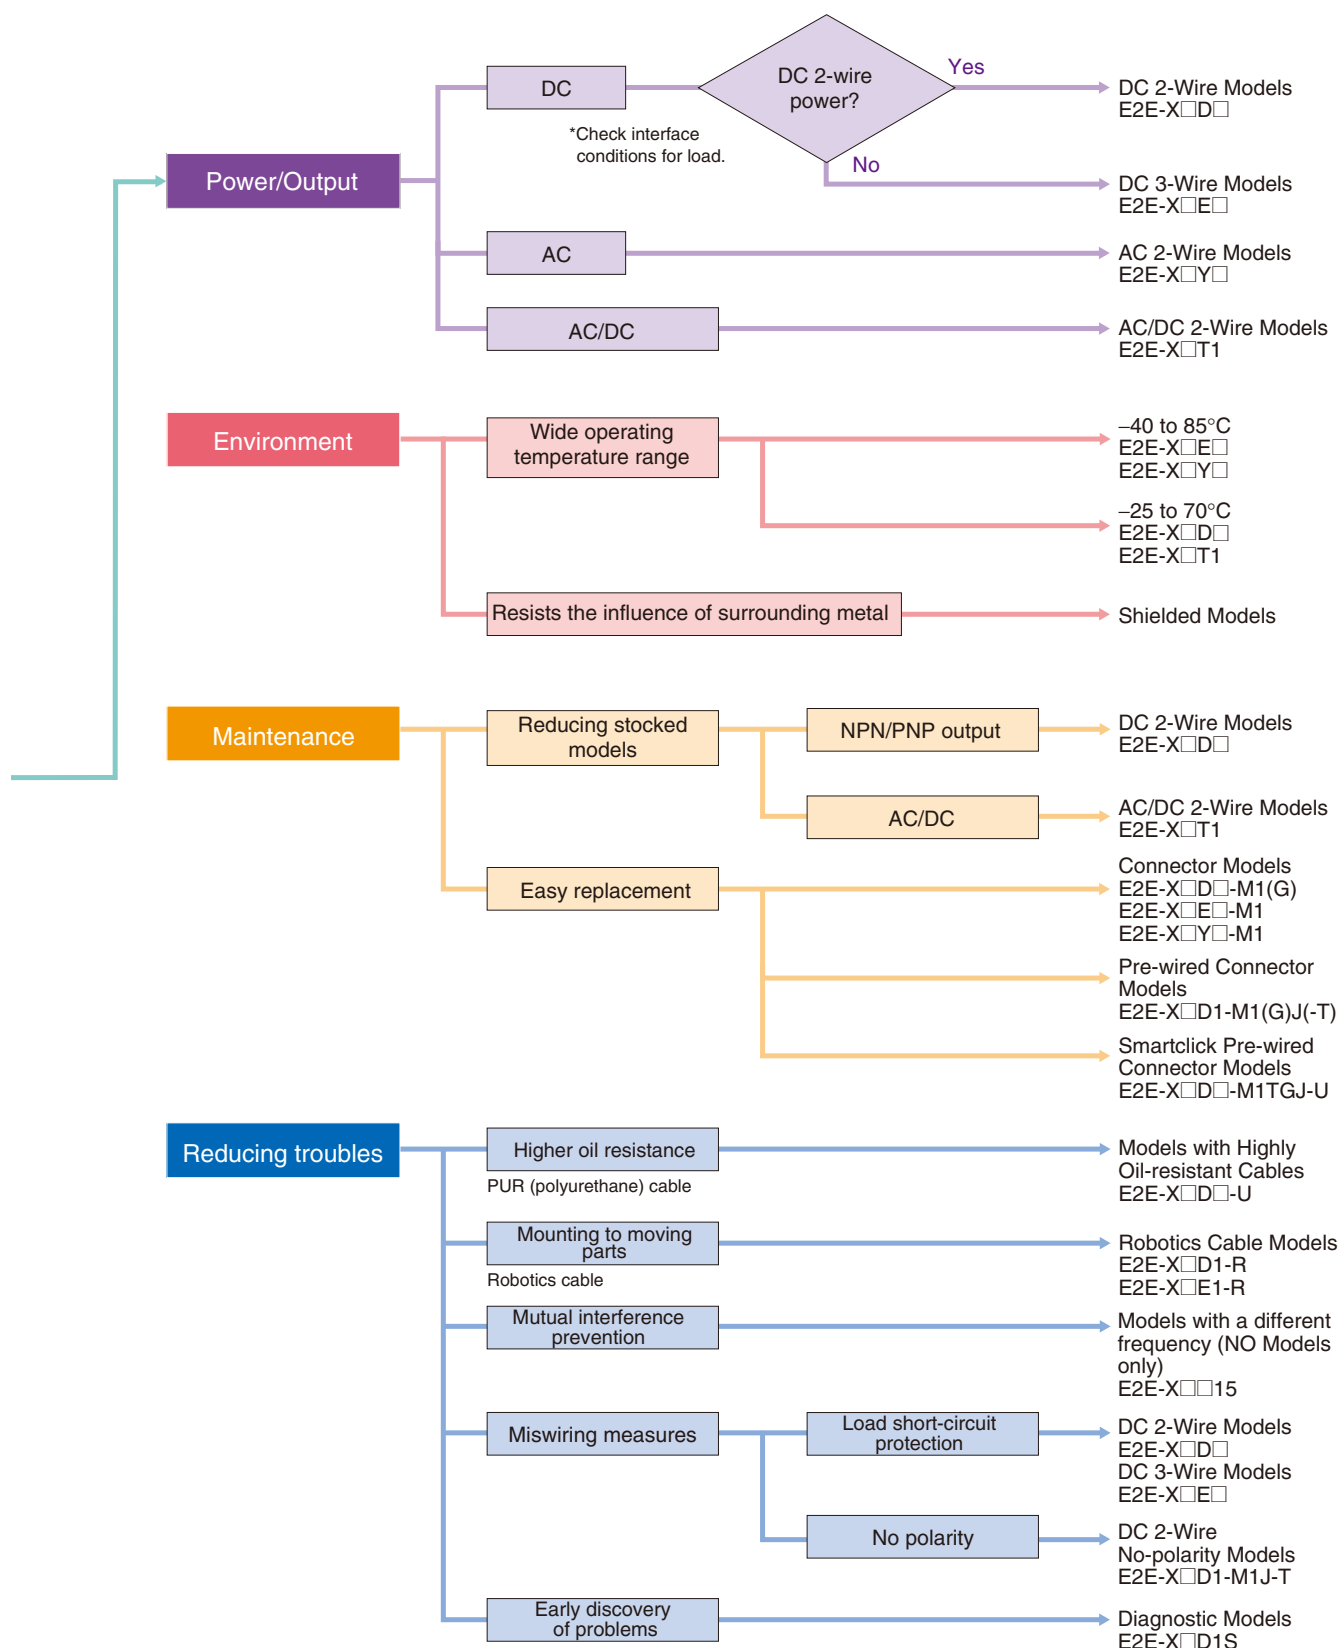 DC
DC 2-wire
power?
Yes
No
*Check interface
conditions for load.
DC 2-Wire Models
E2E-X□D□
Power/Output
DC 3-Wire Models
E2E-X□E□
AC
AC 2-Wire Models
E2E-X□Y□
AC/DC
AC/DC 2-Wire Models
E2E-X□T1
Environment
Wide operating
temperature range
–40 to 85°C
E2E-X□E□
E2E-X□Y□
–25 to 70°C
E2E-X□D□
E2E-X□T1
Resists the influence of surrounding metal
Shielded Models
Maintenance
Reducing stocked
models
NPN/PNP output
DC 2-Wire Models
E2E-X□D□
AC/DC
AC/DC 2-Wire Models
E2E-X□T1
Easy replacement
Connector Models
E2E-X□D□-M1(G)
E2E-X□E□-M1
E2E-X□Y□-M1
Pre-wired Connector
Models
E2E-X□D1-M1(G)J(-T)
Smartclick Pre-wired
Connector Models
E2E-X□D□-M1TGJ-U
Reducing troubles
Higher oil resistance
PUR (polyurethane) cable
Models with Highly
Oil-resistant Cables
E2E-X□D□-U
Mounting to moving
parts
Robotics cable
Robotics Cable Models
E2E-X□D1-R
E2E-X□E1-R
Mutual interference
prevention
Models with a different
frequency (NO Models
only)
E2E-X□□15
Miswiring measures
Load short-circuit
protection
DC 2-Wire Models
E2E-X□D□
DC 3-Wire Models
E2E-X□E□
No polarity
DC 2-Wire
No-polarity Models
E2E-X□D1-M1J-T
Early discovery
of problems
Diagnostic Models
E2E-X□D1S